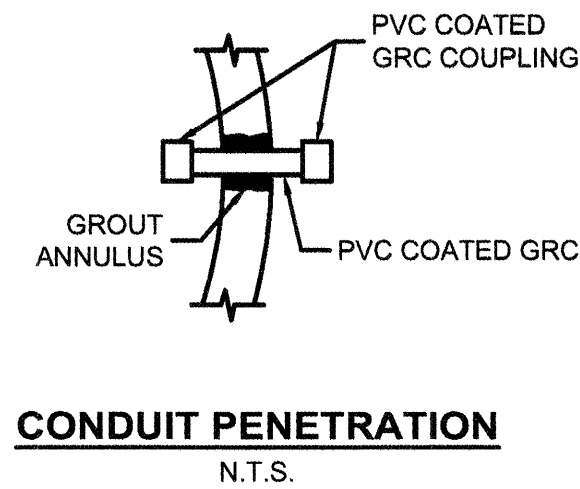 PVC COATED
GRC COUPLING
GROUT
ANNULUS
PVC COATED GRC
CONDUIT PENETRATION
N.T.S.